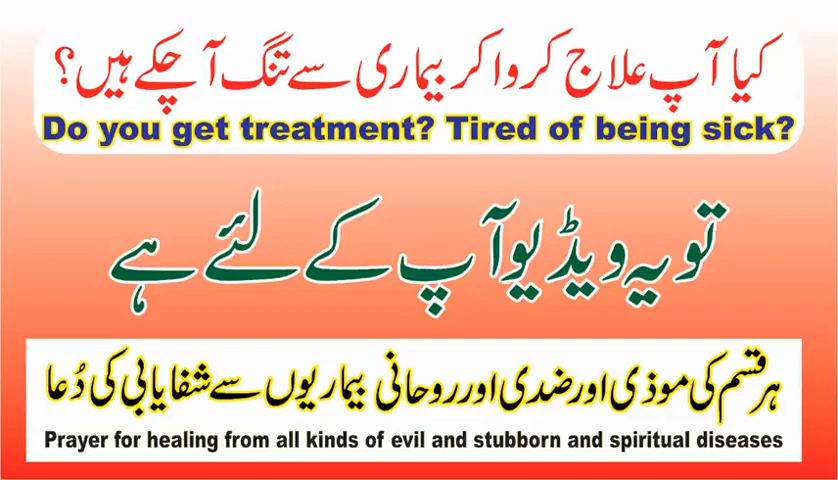 کیا آپ علاج کروا کر بیماری سے تنگ آ چکے ہیں؟
Do you get treatment? Tired of being sick?
تو یہ ویڈیو آپ کے لئے ہے
ہر قسم کی موذی اور ضدی اور روحانی بیماریوں سے شفایابی کی دُعا
Prayer for healing from all kinds of evil and stubborn and spiritual diseases